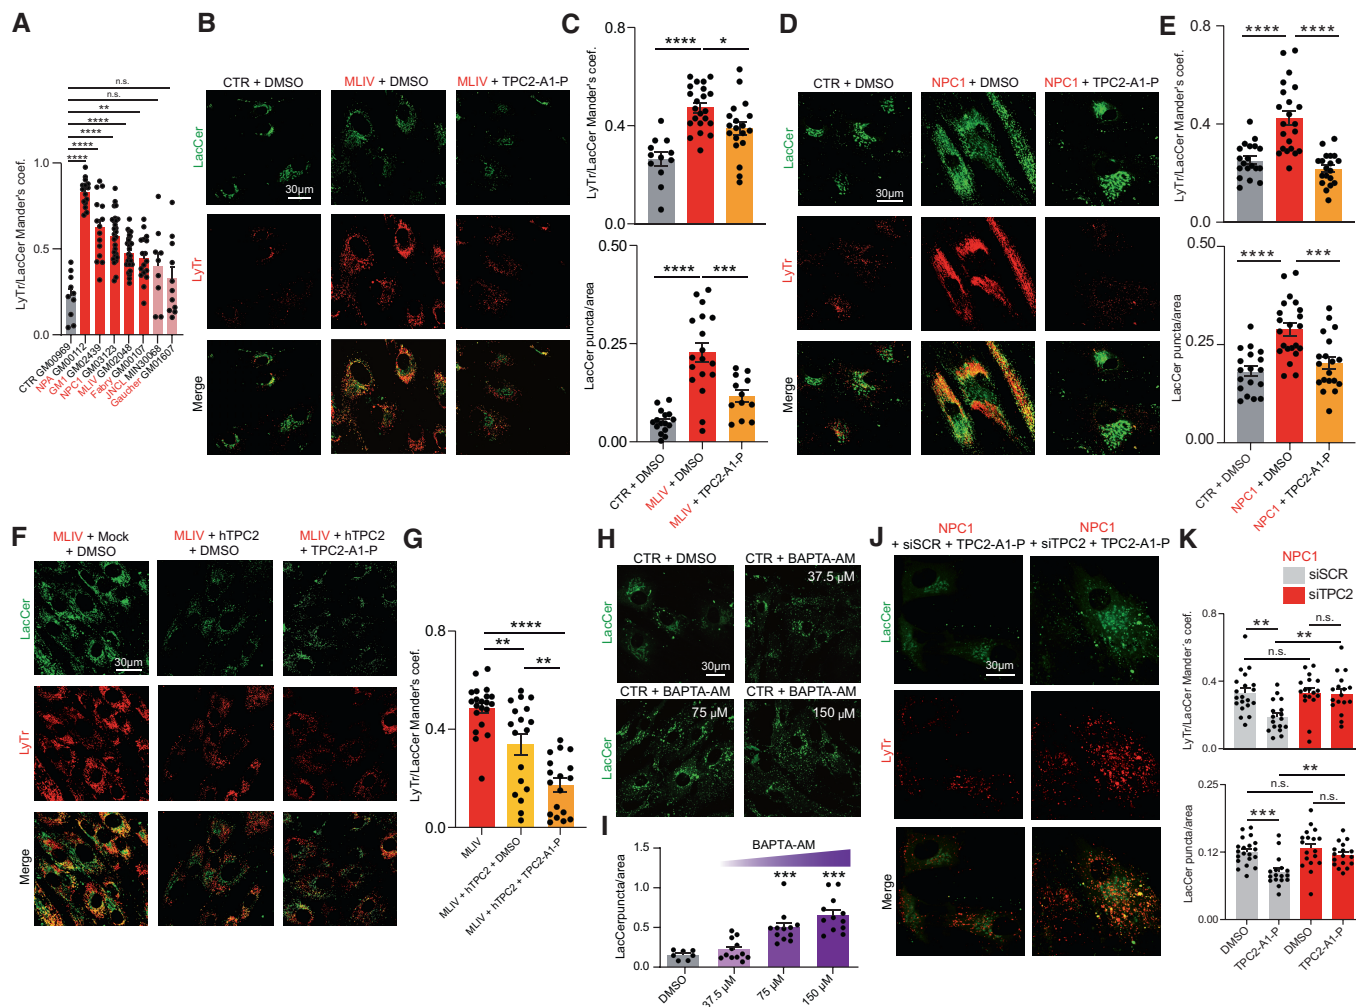 A
n.s.
n.s.
**
****
****
****
LyTr/LacCer Mander's coef.
1.0
0.5
0.0
CTR GM00969
NPA GM00112
GM1 GM02439
NPC1 GM03123
MLIV GM02048
Fabry GM00107
JNCL MIN30068
Gaucher GM01607
B
CTR + DMSO
MLIV + DMSO
MLIV + TPC2-A1-P
LacCer
30µm
LyTr
Merge
C
0.8
**** *
LyTr/LacCer Mander's coef.
0.4
0.0
0.50
**** ***
LacCer puncta/area
0.25
0.00
CTR + DMSO
MLIV + DMSO
MLIV + TPC2-A1-P
D
CTR + DMSO
NPC1 + DMSO
NPC1 + TPC2-A1-P
LacCer
30µm
LyTr
Merge
E
0.8
**** ****
LyTr/LacCer Mander's coef.
0.4
0.0
0.50
**** ***
LacCer puncta/area
0.25
0.00
CTR + DMSO
NPC1 + DMSO
NPC1 + TPC2-A1-P
F
MLIV + Mock
+ DMSO
MLIV + hTPC2
+ DMSO
MLIV + hTPC2
+ TPC2-A1-P
LacCer
30µm
LyTr
Merge
G
0.8
****
** **
LyTr/LacCer Mander's coef.
0.4
0.0
MLIV
MLIV + hTPC2 + DMSO
MLIV + hTPC2 + TPC2-A1-P
H
CTR + DMSO
CTR + BAPTA-AM
37.5 µM
LacCer
30µm
CTR + BAPTA-AM
75 µM
CTR + BAPTA-AM
150 µM
LacCer
I
BAPTA-AM
1.5
*** ***
LacCerpuncta/area
1.0
0.5
0.0
DMSO
37.5 µM
75 µM
150 µM
J
NPC1
+ siSCR + TPC2-A1-P
NPC1
+ siTPC2 + TPC2-A1-P
LacCer
30µm
LyTr
Merge
K
NPC1
siSCR
siTPC2
0.8
n.s.
** **
n.s.
LyTr/LacCer Mander's coef.
0.4
0.0
0.25
**
n.s.
n.s.
***
LacCer puncta/area
0.12
0.00
DMSO
TPC2-A1-P
DMSO
TPC2-A1-P